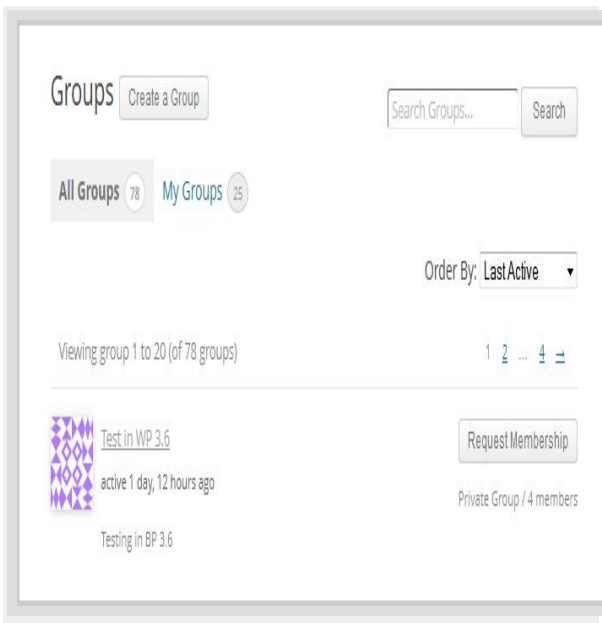 Groups Create a Group
Search Groups... Search
All Groups 78 My Groups 25
Order By: Last Active
Viewing group 1 to 20 (of 78 groups) 1 2 ... 4 →
Test in WP 3.6 Request Membership
active 1 day, 12 hours ago
Private Group / 4 members
Testing in BP 3.6